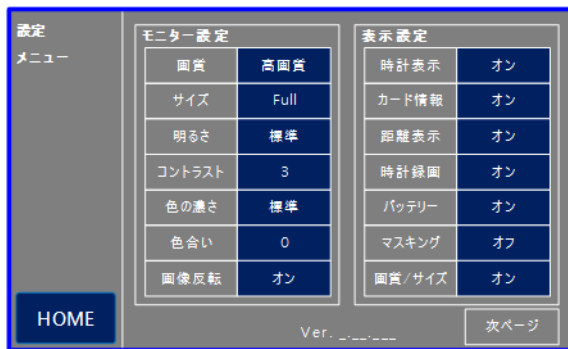 設定
メニュー
モニター設定
画質 高画質
サイズ Full
明るさ 標準
コントラスト 3
色の濃さ 標準
色合い 0
画像反転 オン
表示設定
時計表示 オン
カード情報 オン
距離表示 オン
時計録画 オン
バッテリー オン
マスキング オフ
画質/サイズ オン
HOME
Ver. _.__.___
次ページ